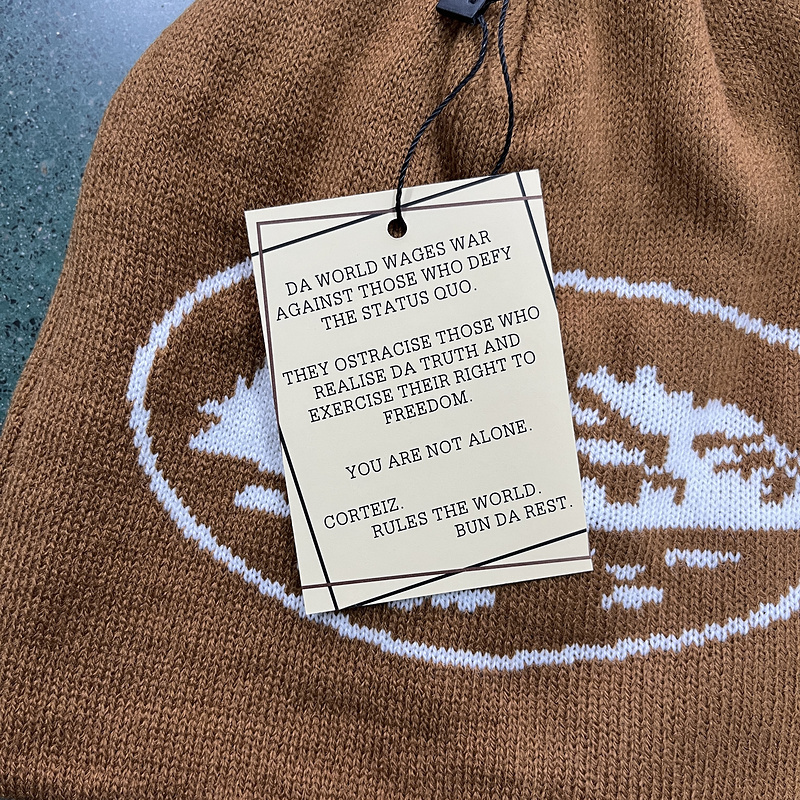 DA WORLD WAGES WAR
AGAINST THOSE WHO DEFY
THE STATUS QUO.
THEY OSTRACISE THOSE WHO
REALISE DA TRUTH AND
EXERCISE THEIR RIGHT TO
FREEDOM.
YOU ARE NOT ALONE.
CORTEIZ.
RULES THE WORLD.
BUN DA REST.